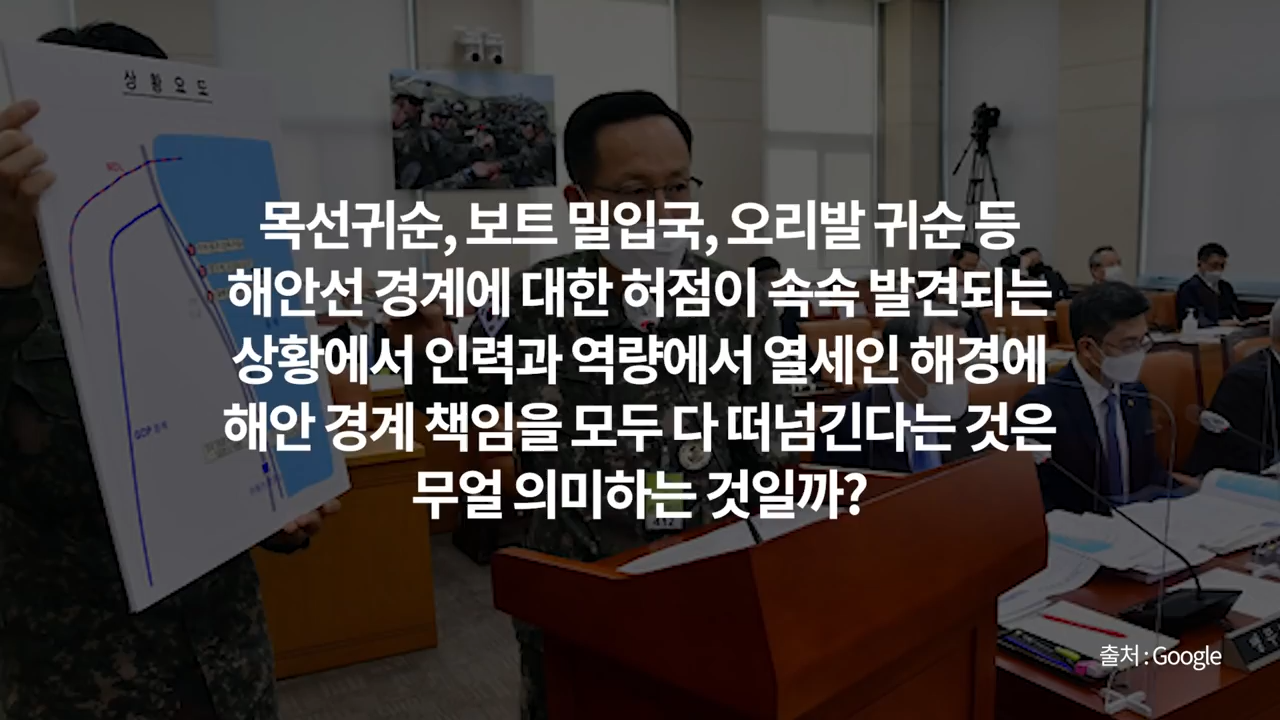 상황요도
목선귀순, 보트 밀입국, 오리발 귀순 등
해안선 경계에 대한 허점이 속속 발견되는
상황에서 인력과 역량에서 열세인 해경에
해안 경계 책임을 모두 다 떠넘긴다는 것은
무얼 의미하는 것일까?
출처 : Google